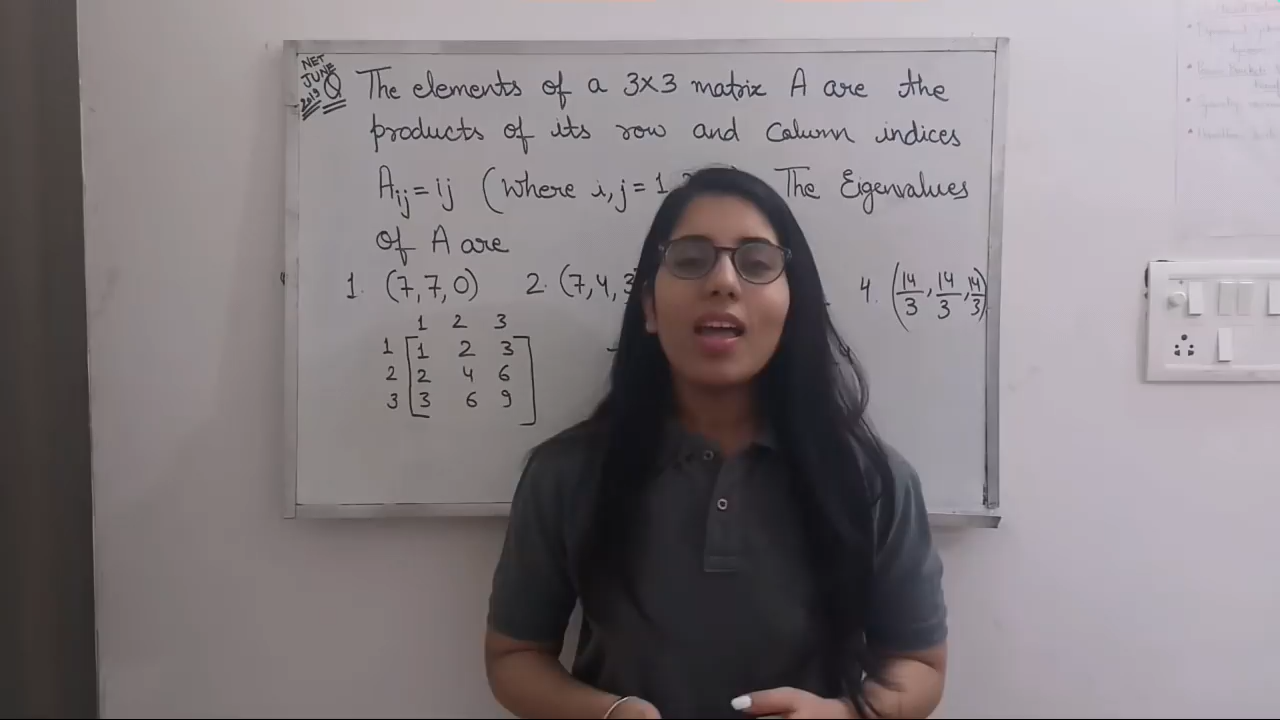 NET
JUNE
2019
Q The elements of a 3×3 matrix A are the
products of its row and column indices
Aij = ij (where i,j = 1, The Eigenvalues
of A are
1. (7,7,0) 2. (7,4,3 4. (14/3, 14/3, 14/3)
1 2 3
1 [1 2 3]
2 [2 4 6]
3 [3 6 9]